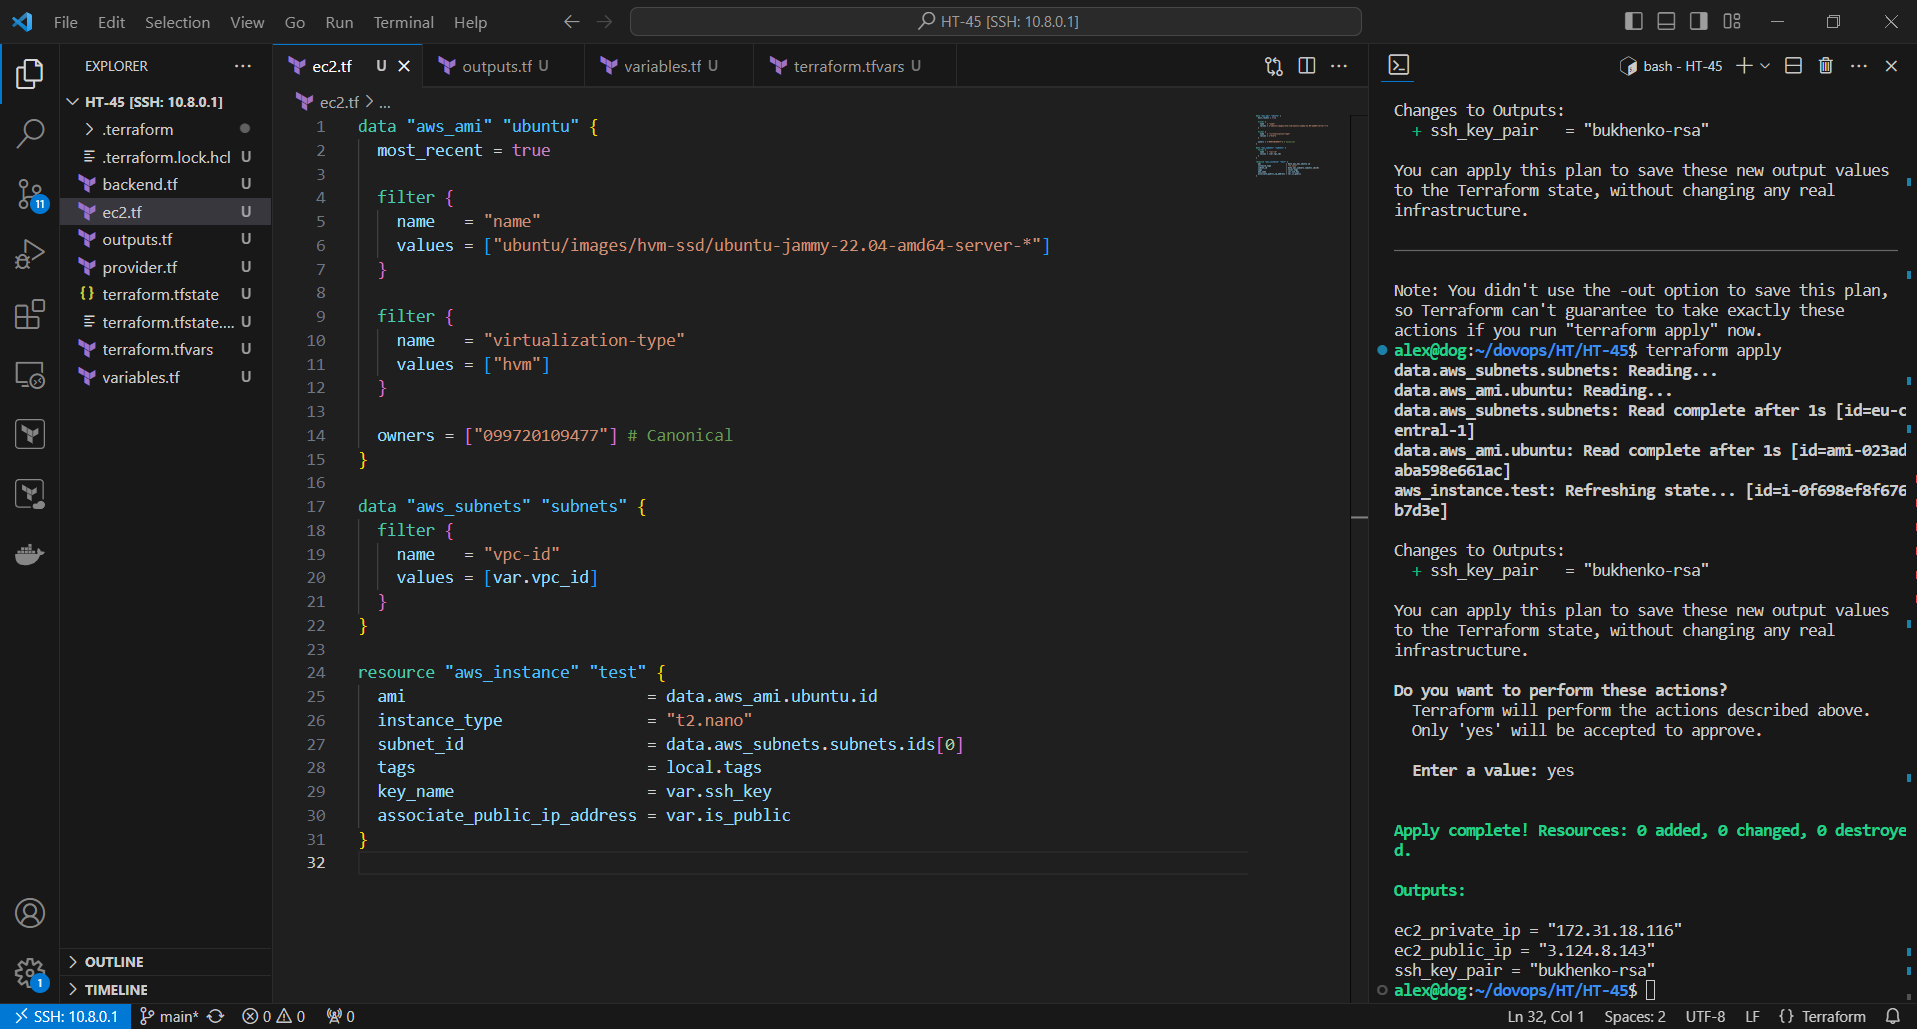 File Edit Selection View Go Run Terminal Help
HT-45 [SSH: 10.8.0.1]
EXPLORER
HT-45 [SSH: 10.8.0.1]
.terraform
.terraform.lock.hcl U
backend.tf U
ec2.tf U
outputs.tf U
provider.tf U
terraform.tfstate U
terraform.tfstate.... U
terraform.tfvars U
variables.tf U
OUTLINE
TIMELINE
11
1
ec2.tf U
outputs.tf U
variables.tf U
terraform.tfvars U
ec2.tf > ...
1 data "aws_ami" "ubuntu" {
2 most_recent = true
3
4 filter {
5 name   = "name"
6 values = ["ubuntu/images/hvm-ssd/ubuntu-jammy-22.04-amd64-server-*"]
7 }
8
9 filter {
10 name   = "virtualization-type"
11 values = ["hvm"]
12 }
13
14 owners = ["099720109477"] # Canonical
15 }
16
17 data "aws_subnets" "subnets" {
18 filter {
19 name   = "vpc-id"
20 values = [var.vpc_id]
21 }
22 }
23
24 resource "aws_instance" "test" {
25 ami                         = data.aws_ami.ubuntu.id
26 instance_type               = "t2.nano"
27 subnet_id                   = data.aws_subnets.subnets.ids[0]
28 tags                        = local.tags
29 key_name                    = var.ssh_key
30 associate_public_ip_address = var.is_public
31 }
32
bash - HT-45
Changes to Outputs:
+ ssh_key_pair   = "bukhenko-rsa"
You can apply this plan to save these new output values
to the Terraform state, without changing any real
infrastructure.
Note: You didn't use the -out option to save this plan,
so Terraform can't guarantee to take exactly these
actions if you run "terraform apply" now.
alex@dog:~/dovops/HT/HT-45$ terraform apply
data.aws_subnets.subnets: Reading...
data.aws_ami.ubuntu: Reading...
data.aws_subnets.subnets: Read complete after 1s [id=eu-c
entral-1]
data.aws_ami.ubuntu: Read complete after 1s [id=ami-023ad
aba598e661ac]
aws_instance.test: Refreshing state... [id=i-0f698ef8f676
b7d3e]
Changes to Outputs:
+ ssh_key_pair   = "bukhenko-rsa"
You can apply this plan to save these new output values
to the Terraform state, without changing any real
infrastructure.
Do you want to perform these actions?
Terraform will perform the actions described above.
Only 'yes' will be accepted to approve.
Enter a value: yes
Apply complete! Resources: 0 added, 0 changed, 0 destroye
d.
Outputs:
ec2_private_ip = "172.31.18.116"
ec2_public_ip = "3.124.8.143"
ssh_key_pair = "bukhenko-rsa"
alex@dog:~/dovops/HT/HT-45$
SSH: 10.8.0.1 main* 0 0 0 Ln 32, Col 1 Spaces: 2 UTF-8 LF {} Terraform